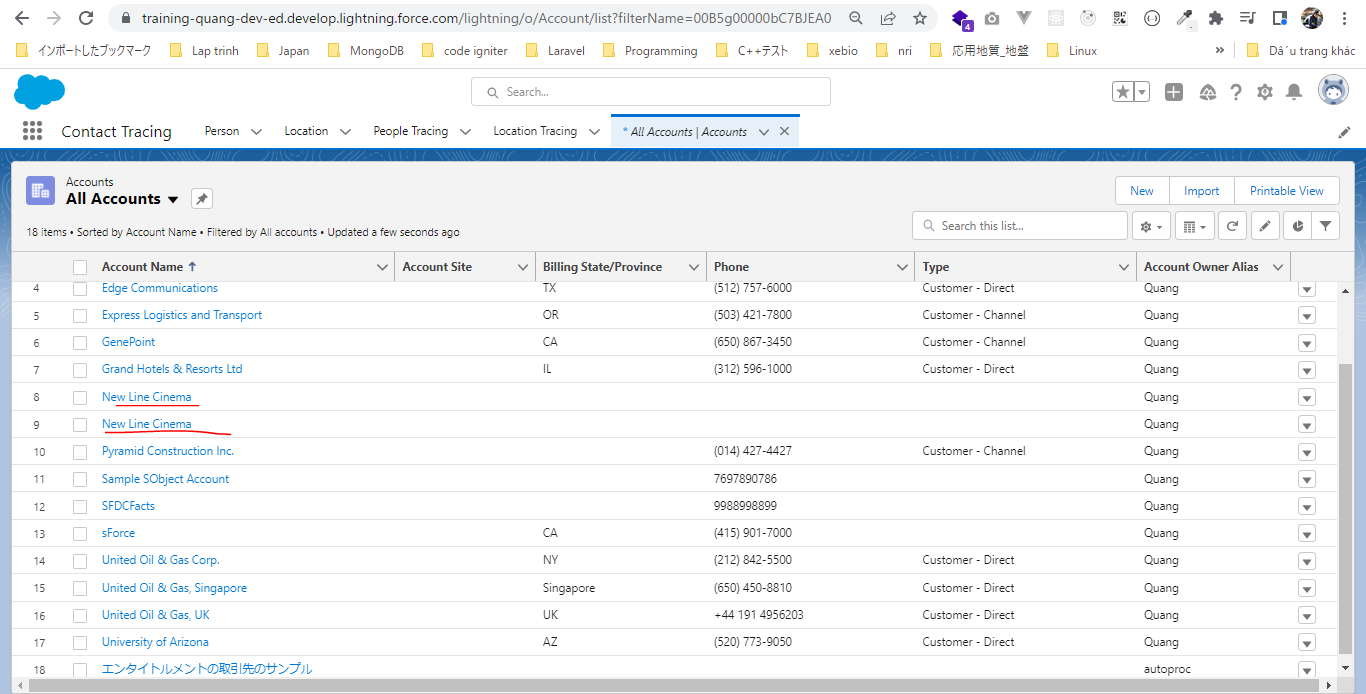 training-quang-dev-ed.develop.lightning.force.com/lightning/o/Account/list?filterName=00B5g00000bC7BJEA0
4
インポートしたブックマーク Lap trinh Japan MongoDB code igniter Laravel Programming C++テスト xebio nri 応用地質_地盤 Linux » Dấu trang khác
Search...
Contact Tracing Person Location People Tracing Location Tracing * All Accounts | Accounts
Accounts
All Accounts
New Import Printable View
18 items • Sorted by Account Name • Filtered by All accounts • Updated a few seconds ago
Search this list...
Account Name ↑ Account Site Billing State/Province Phone Type Account Owner Alias
4 Edge Communications TX (512) 757-6000 Customer - Direct Quang
5 Express Logistics and Transport OR (503) 421-7800 Customer - Channel Quang
6 GenePoint CA (650) 867-3450 Customer - Channel Quang
7 Grand Hotels & Resorts Ltd IL (312) 596-1000 Customer - Direct Quang
8 New Line Cinema Quang
9 New Line Cinema Quang
10 Pyramid Construction Inc. (014) 427-4427 Customer - Channel Quang
11 Sample SObject Account 7697890786 Quang
12 SFDCFacts 9988998899 Quang
13 sForce CA (415) 901-7000 Quang
14 United Oil & Gas Corp. NY (212) 842-5500 Customer - Direct Quang
15 United Oil & Gas, Singapore Singapore (650) 450-8810 Customer - Direct Quang
16 United Oil & Gas, UK UK +44 191 4956203 Customer - Direct Quang
17 University of Arizona AZ (520) 773-9050 Customer - Direct Quang
18 エンタイトルメントの取引先のサンプル autoproc